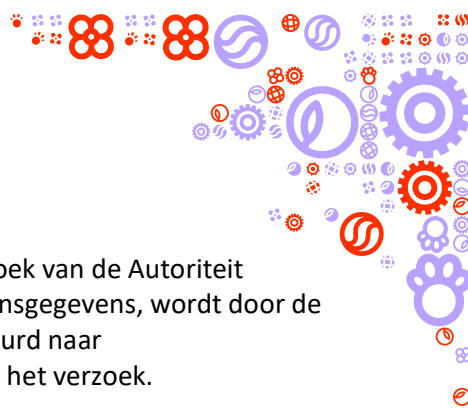 oek van de Autoriteit
nsgegevens, wordt door de
urd naar
het verzoek.